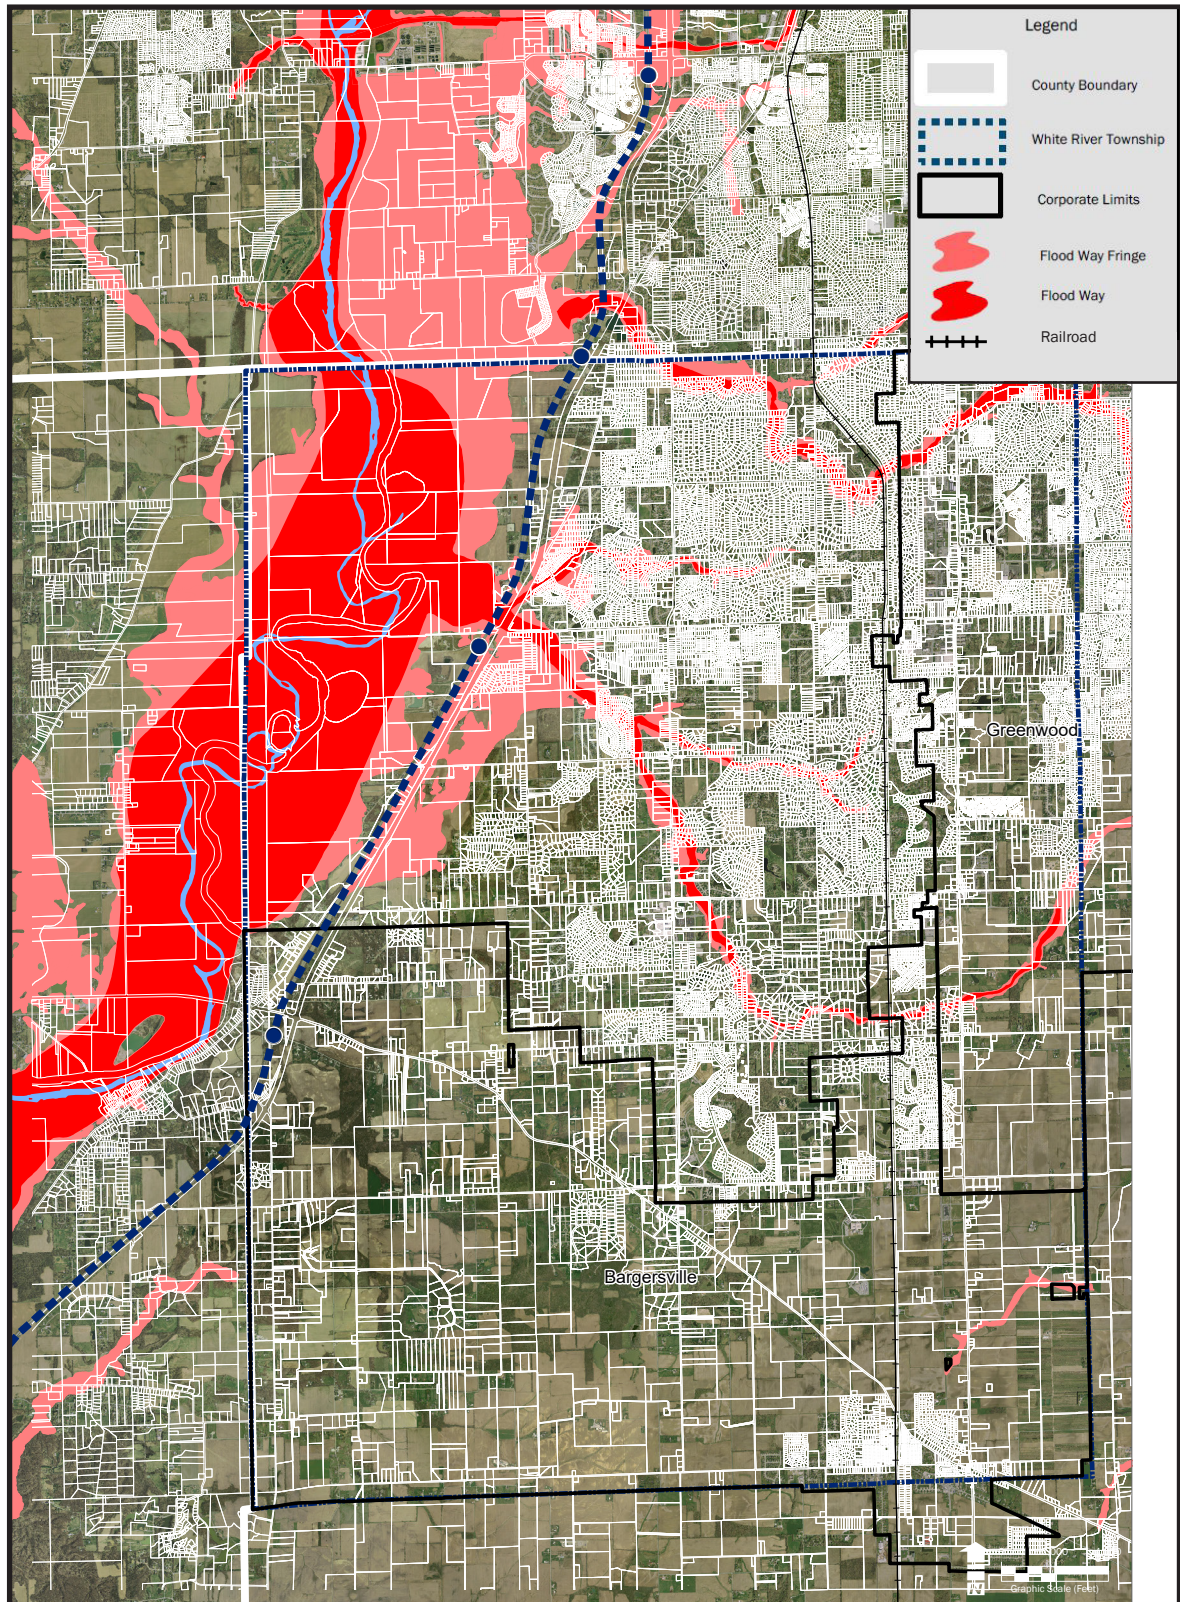 Legend
County Boundary
White River Township
Corporate Limits
Flood Way Fringe
Flood Way
Railroad
Greenwood
Bargersville
N
Graphic Scale (Feet)